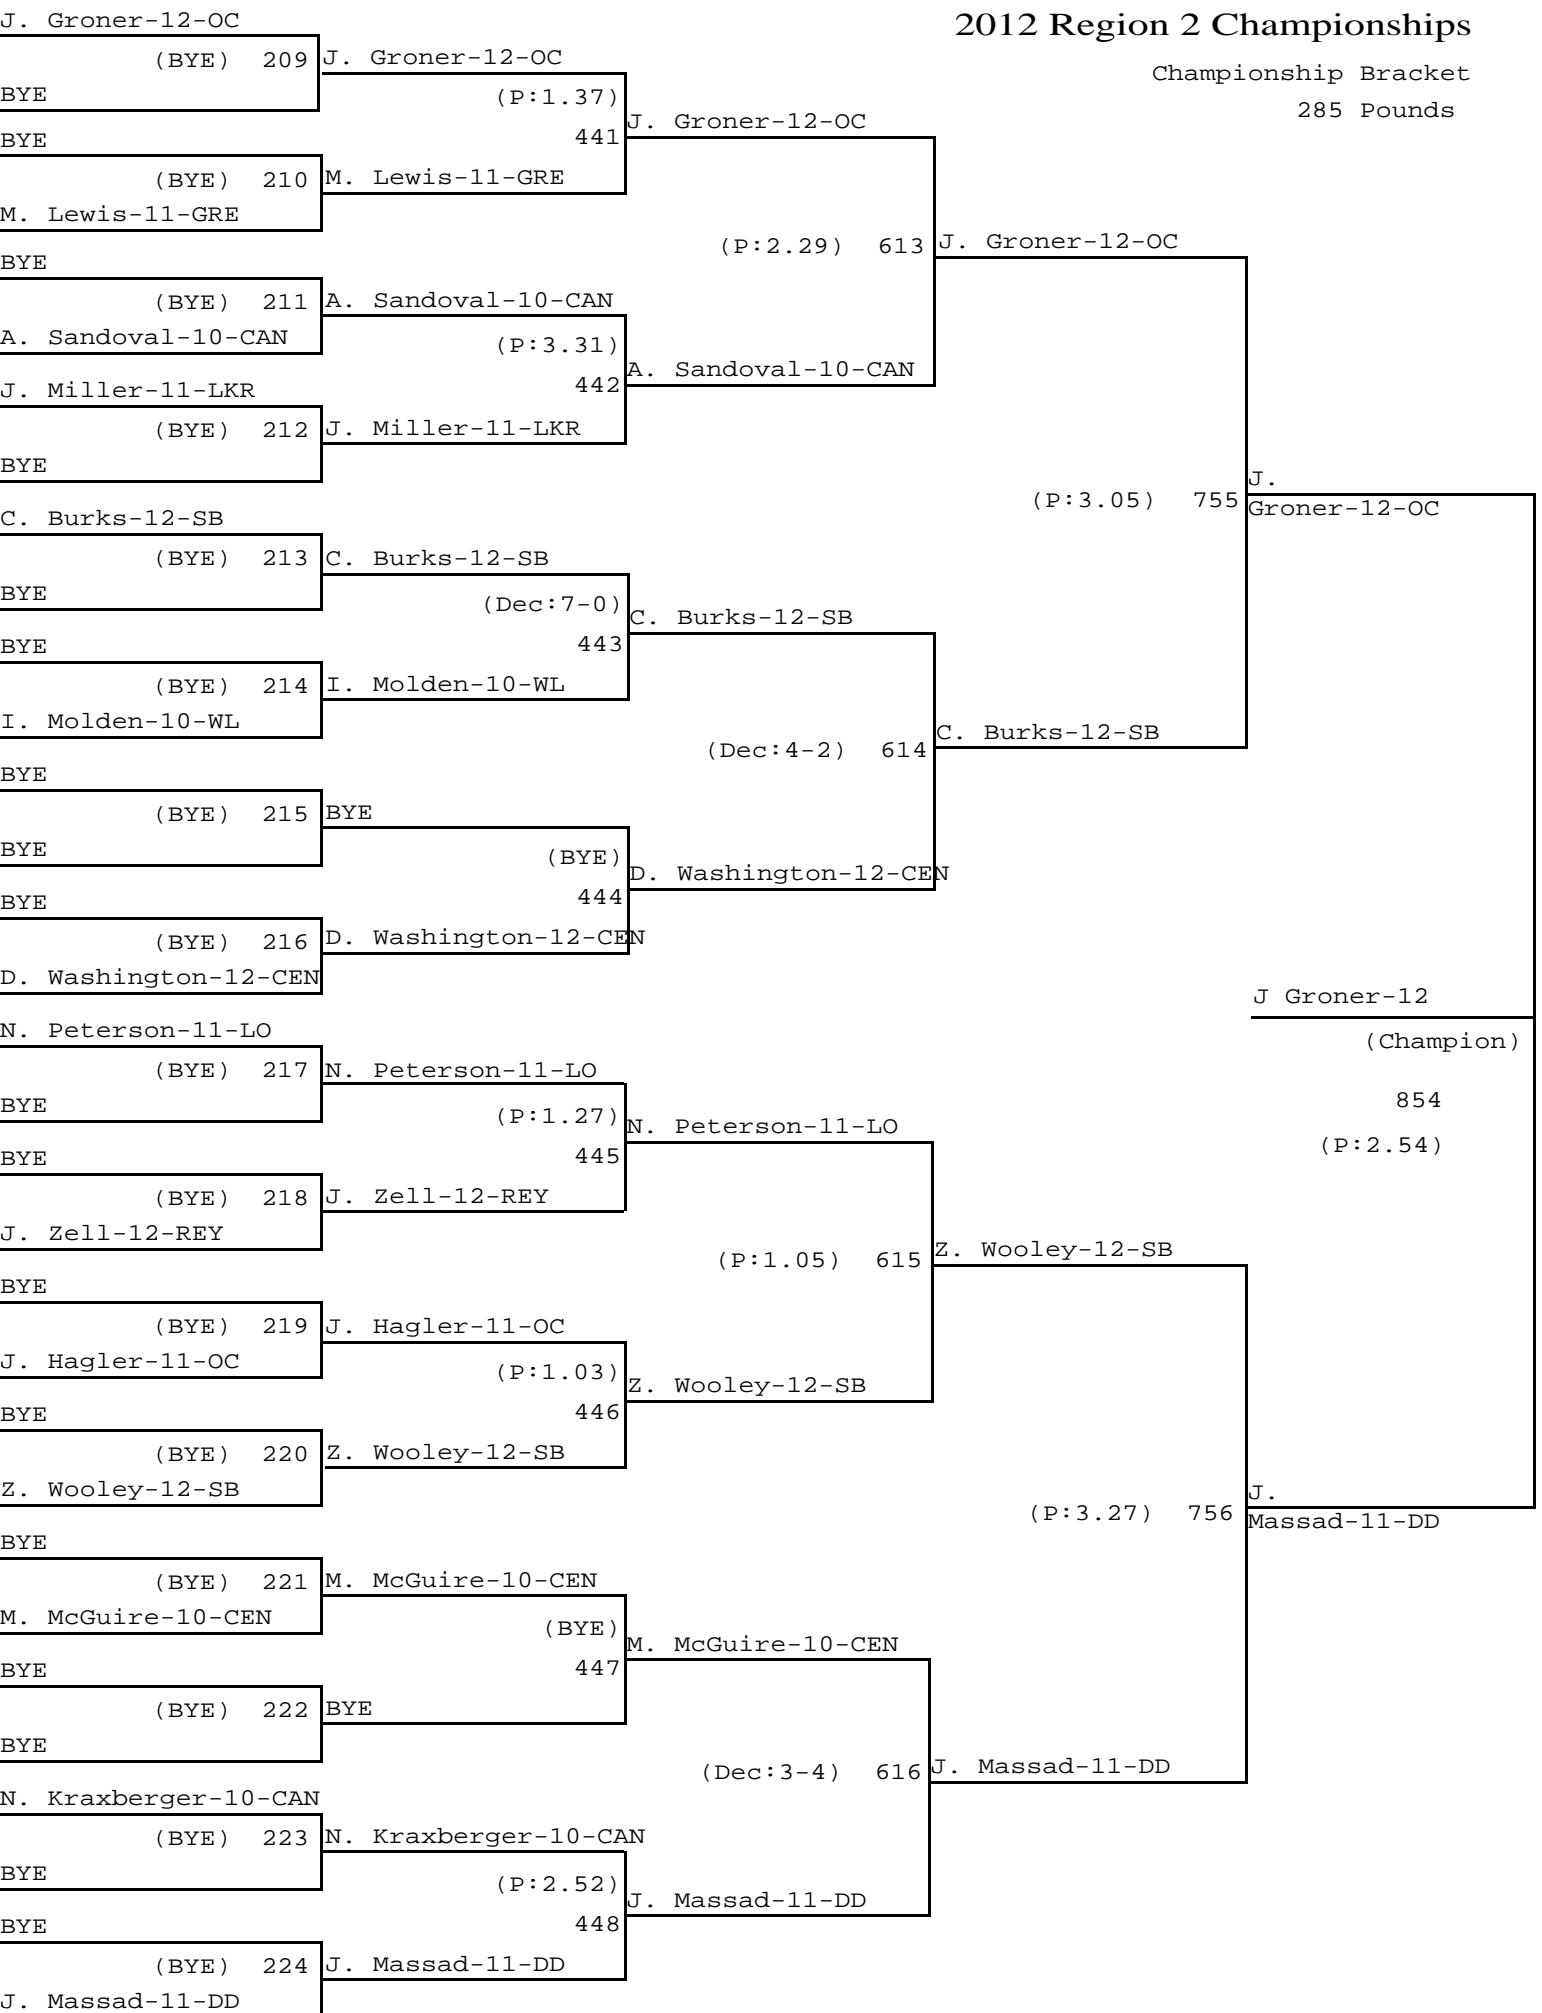 2012 Region 2 Championships
Championship Bracket
285 Pounds
J. Groner-12-OC
(BYE) 209
BYE
BYE
(BYE) 210
M. Lewis-11-GRE
BYE
(BYE) 211
A. Sandoval-10-CAN
J. Miller-11-LKR
(BYE) 212
BYE
C. Burks-12-SB
(BYE) 213
BYE
BYE
(BYE) 214
I. Molden-10-WL
BYE
(BYE) 215
BYE
BYE
(BYE) 216
D. Washington-12-CEN
N. Peterson-11-LO
(BYE) 217
BYE
BYE
(BYE) 218
J. Zell-12-REY
BYE
(BYE) 219
J. Hagler-11-OC
BYE
(BYE) 220
Z. Wooley-12-SB
BYE
(BYE) 221
M. McGuire-10-CEN
BYE
(BYE) 222
BYE
N. Kraxberger-10-CAN
(BYE) 223
BYE
BYE
(BYE) 224
J. Massad-11-DD
J. Groner-12-OC
(P:1.37)
441
M. Lewis-11-GRE
A. Sandoval-10-CAN
(P:3.31)
442
J. Miller-11-LKR
C. Burks-12-SB
(Dec:7-0)
443
I. Molden-10-WL
BYE
(BYE)
444
D. Washington-12-CEN
N. Peterson-11-LO
(P:1.27)
445
J. Zell-12-REY
J. Hagler-11-OC
(P:1.03)
446
Z. Wooley-12-SB
M. McGuire-10-CEN
(BYE)
447
BYE
N. Kraxberger-10-CAN
(P:2.52)
448
J. Massad-11-DD
J. Groner-12-OC
(P:2.29) 613
A. Sandoval-10-CAN
C. Burks-12-SB
(Dec:4-2) 614
D. Washington-12-CEN
N. Peterson-11-LO
(P:1.05) 615
Z. Wooley-12-SB
M. McGuire-10-CEN
(Dec:3-4) 616
J. Massad-11-DD
J. Groner-12-OC
(P:3.05) 755
C. Burks-12-SB
Z. Wooley-12-SB
(P:3.27) 756
J. Massad-11-DD
J.
Groner-12-OC
J Groner-12
(Champion)
854
(P:2.54)
J.
Massad-11-DD